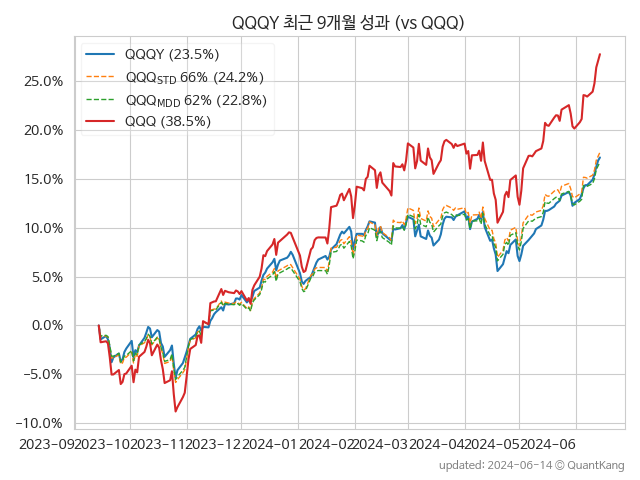 QQQY 최근 9개월 성과 (vs QQQ)
QQQY (23.5%)
QQQ_STD 66% (24.2%)
QQQ_MDD 62% (22.8%)
QQQ (38.5%)
25.0%
20.0%
15.0%
10.0%
5.0%
0.0%
−5.0%
−10.0%
2023-09 2023-10 2023-11 2023-12 2024-01 2024-02 2024-03 2024-04 2024-05 2024-06
updated: 2024-06-14 © QuantKang